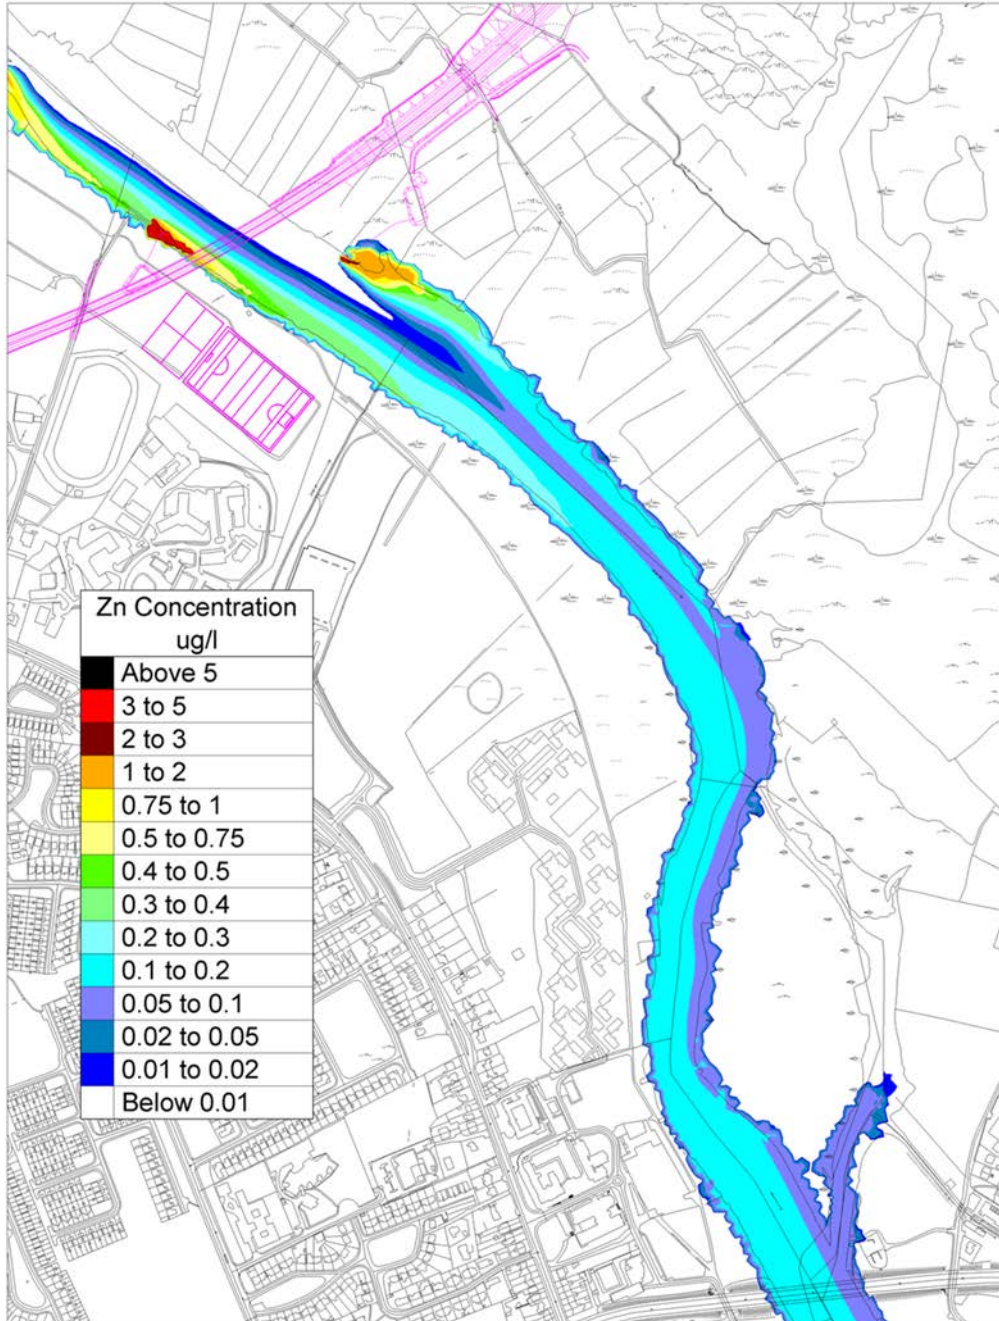 Zn Concentration
ug/l
Above 5
3 to 5
2 to 3
1 to 2
0.75 to 1
0.5 to 0.75
0.4 to 0.5
0.3 to 0.4
0.2 to 0.3
0.1 to 0.2
0.05 to 0.1
0.02 to 0.05
0.01 to 0.02
Below 0.01